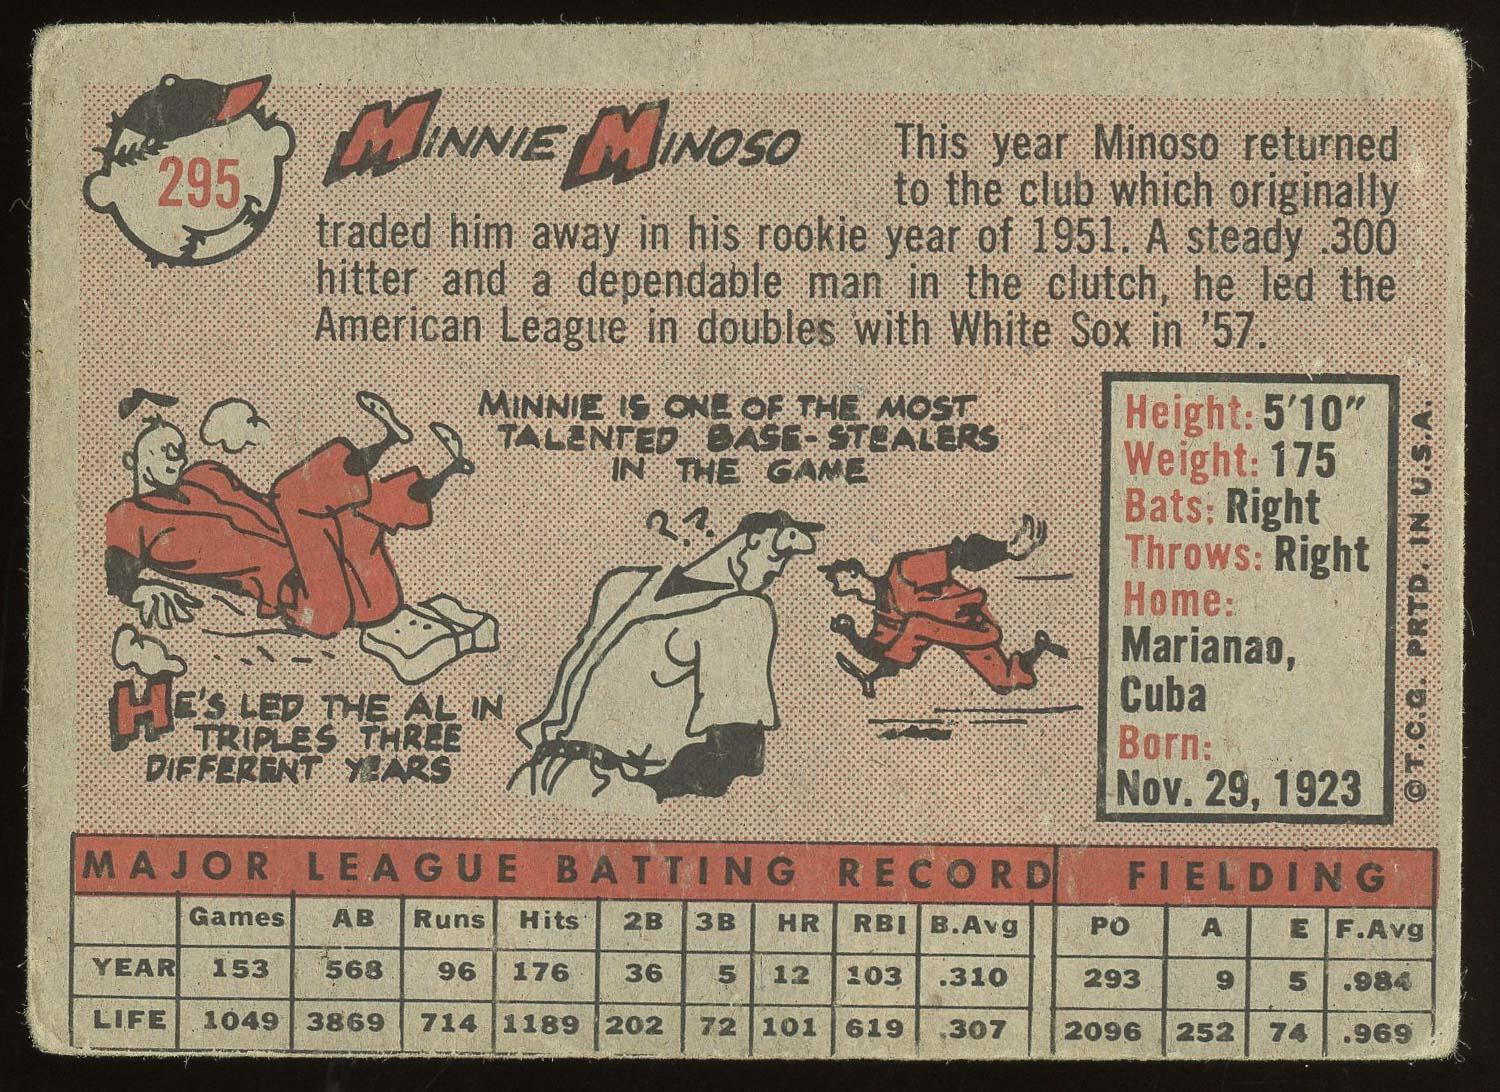 295
MINNIE MINOSO
This year Minoso returned
to the club which originally
traded him away in his rookie year of 1951. A steady .300
hitter and a dependable man in the clutch, he led the
American League in doubles with White Sox in '57.
MINNIE IS ONE OF THE MOST
TALENTED BASE-STEALERS
IN THE GAME
??
HE'S LED THE AL IN
TRIPLES THREE
DIFFERENT YEARS
Height: 5'10"
Weight: 175
Bats: Right
Throws: Right
Home:
Marianao,
Cuba
Born:
Nov. 29, 1923
© T.C.G. PRTD. IN U.S.A.
MAJOR LEAGUE BATTING RECORD FIELDING
Games AB Runs Hits 2B 3B HR RBI B.Avg PO A E F.Avg
YEAR 153 568 96 176 36 5 12 103 .310 293 9 5 .984
LIFE 1049 3869 714 1189 202 72 101 619 .307 2096 252 74 .969